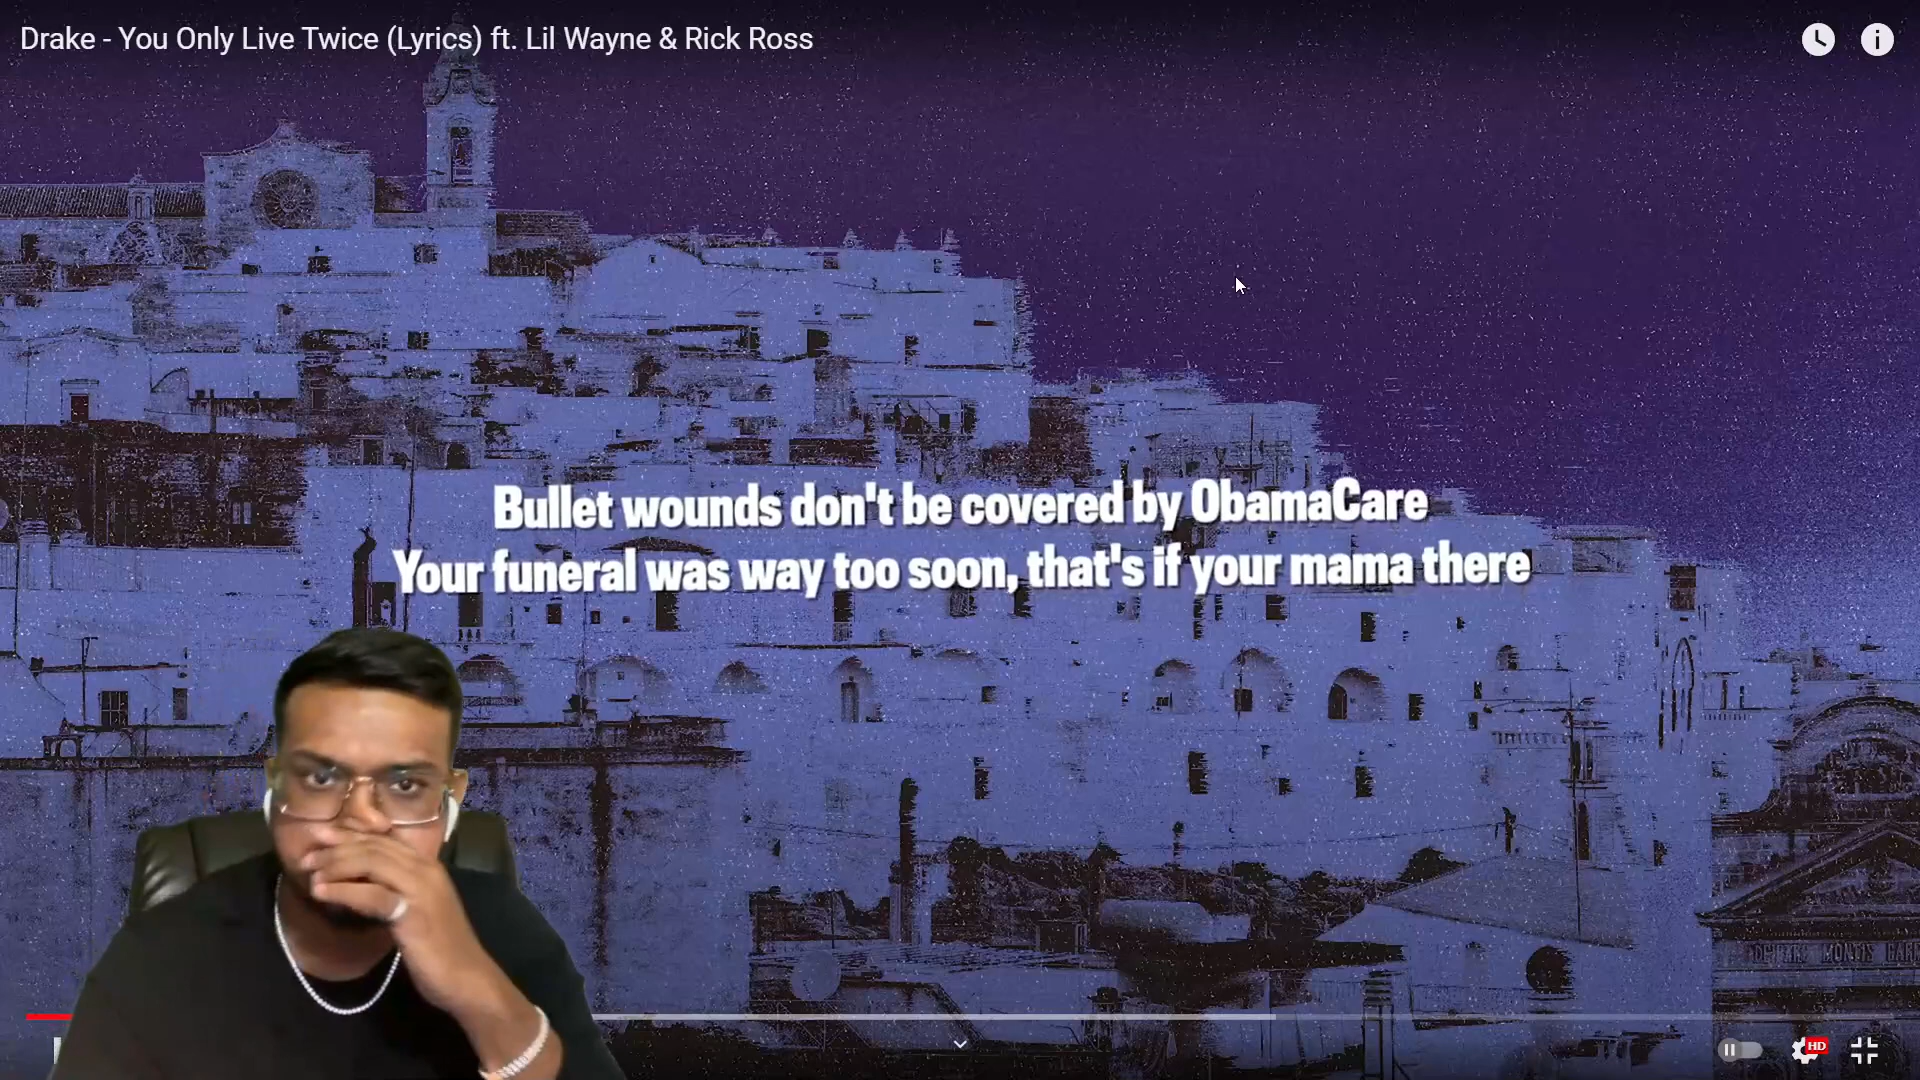 Drake - You Only Live Twice (Lyrics) ft. Lil Wayne & Rick Ross
Bullet wounds don't be covered by ObamaCare
Your funeral was way too soon, that's if your mama there
MONTIS
HD